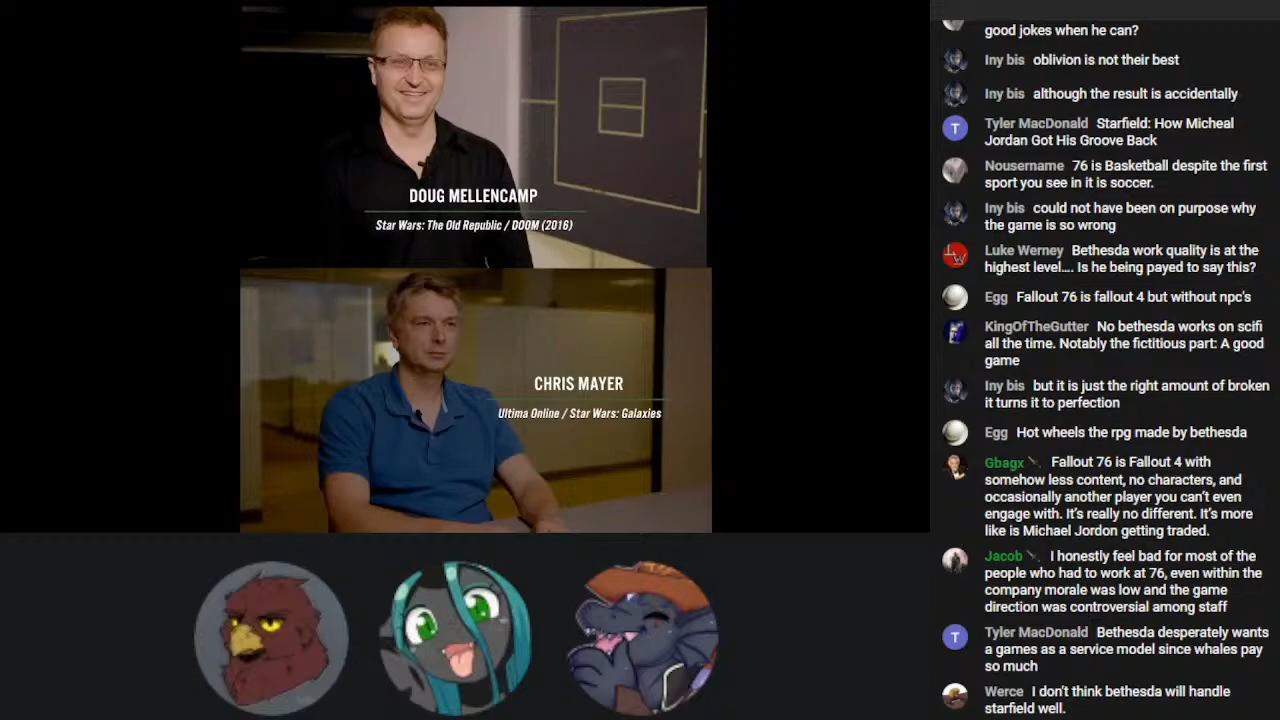 DOUG MELLENCAMP
Star Wars: The Old Republic / DOOM (2016)
CHRIS MAYER
Ultima Online / Star Wars: Galaxies
good jokes when he can?
Iny bis oblivion is not their best
Iny bis although the result is accidentally
T
Tyler MacDonald Starfield: How Micheal
Jordan Got His Groove Back
Nousername 76 is Basketball despite the first
sport you see in it is soccer.
Iny bis could not have been on purpose why
the game is so wrong
Luke Werney Bethesda work quality is at the
highest level.... Is he being payed to say this?
Egg Fallout 76 is fallout 4 but without npc's
KingOfTheGutter No bethesda works on scifi
all the time. Notably the fictitious part: A good
game
Iny bis but it is just the right amount of broken
it turns it to perfection
Egg Hot wheels the rpg made by bethesda
Gbagx Fallout 76 is Fallout 4 with
somehow less content, no characters, and
occasionally another player you can't even
engage with. It's really no different. It's more
like is Michael Jordon getting traded.
Jacob I honestly feel bad for most of the
people who had to work at 76, even within the
company morale was low and the game
direction was controversial among staff
T
Tyler MacDonald Bethesda desperately wants
a games as a service model since whales pay
so much
Werce I don't think bethesda will handle
starfield well.